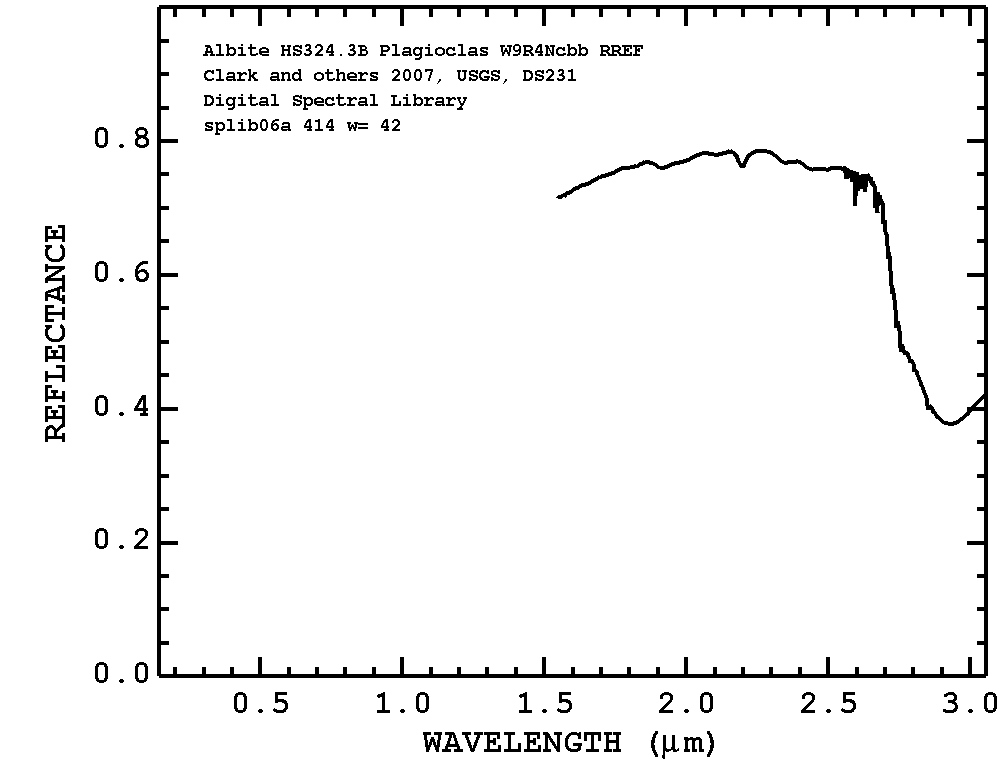 Albite HS324.3B Plagioclas W9R4Ncbb RREF
Clark and others 2007, USGS, DS231
Digital Spectral Library
splib06a 414 w= 42
REFLECTANCE
0.8
0.6
0.4
0.2
0.0
0.5 1.0 1.5 2.0 2.5 3.0
WAVELENGTH (μm)